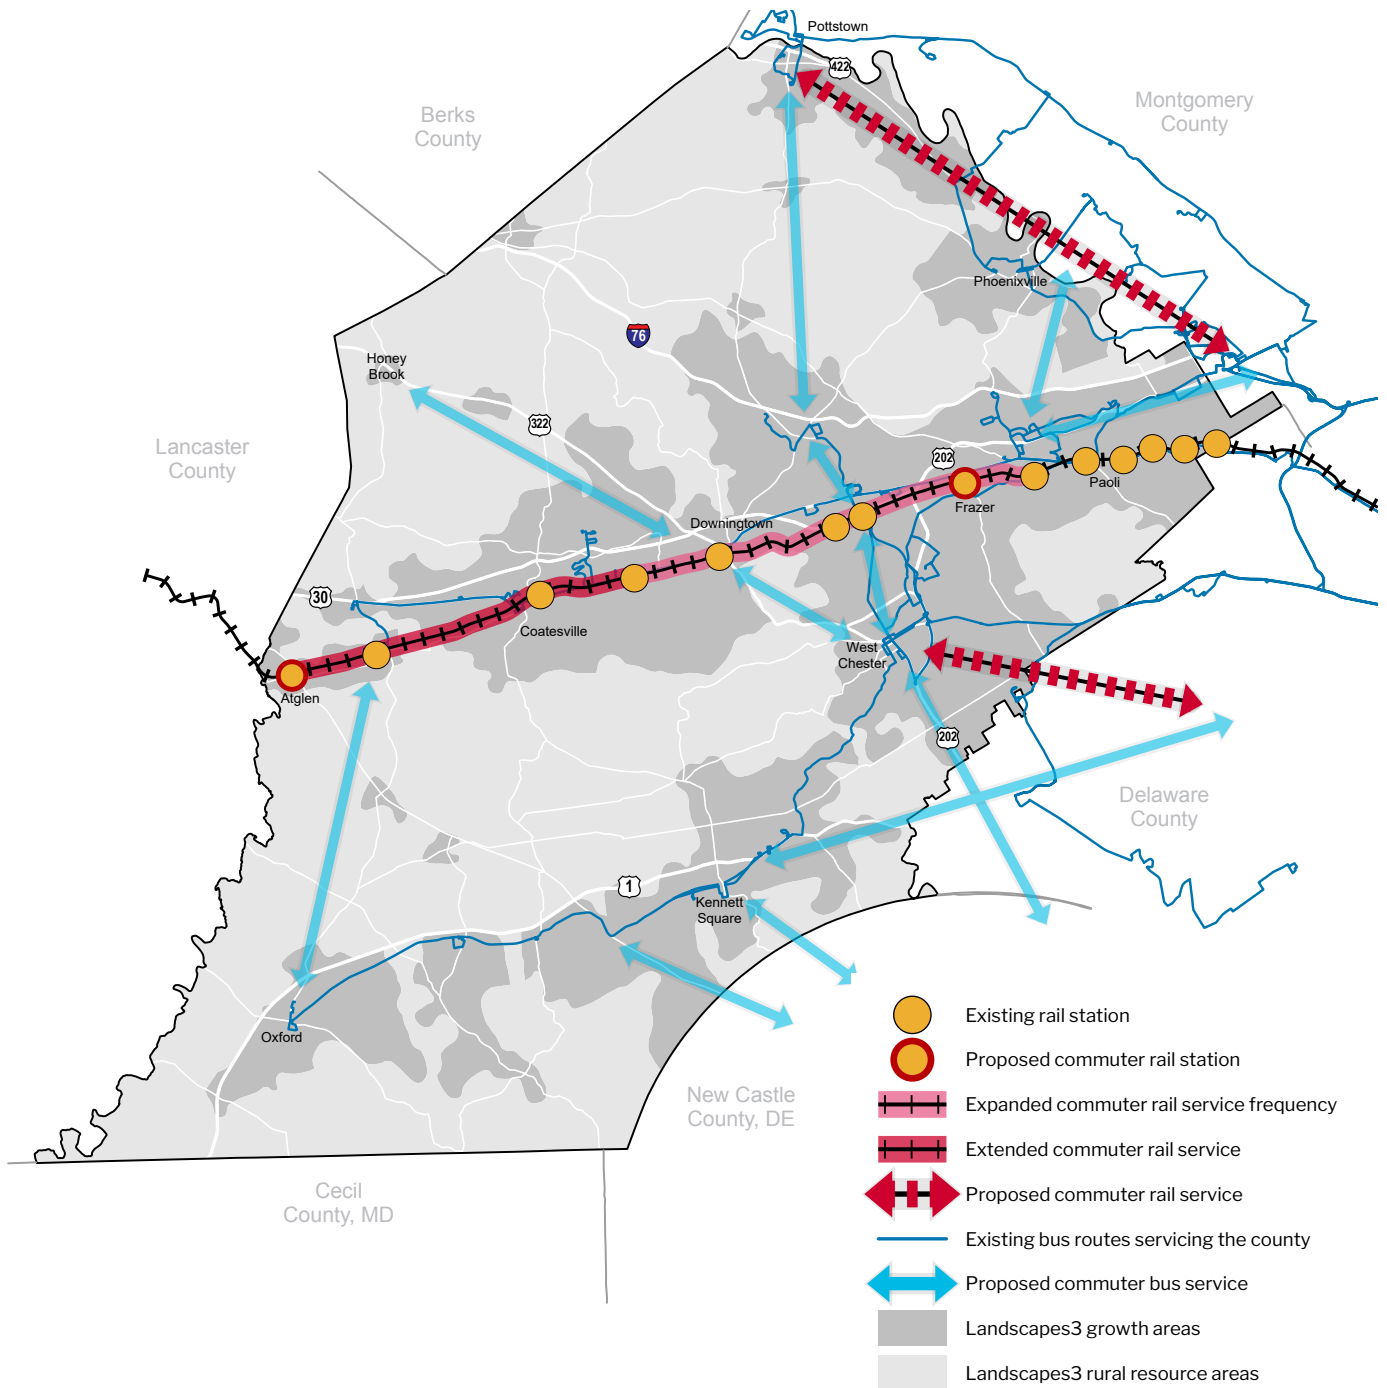 Pottstown
422
Berks
County
Montgomery
County
Phoenixville
76
Honey
Brook
322
Lancaster
County
202
Paoli
Frazer
Downingtown
30
Coatesville
West
Chester
Atglen
202
Delaware
County
1
Kennett
Square
Oxford
New Castle
County, DE
Cecil
County, MD
Existing rail station
Proposed commuter rail station
Expanded commuter rail service frequency
Extended commuter rail service
Proposed commuter rail service
Existing bus routes servicing the county
Proposed commuter bus service
Landscapes3 growth areas
Landscapes3 rural resource areas